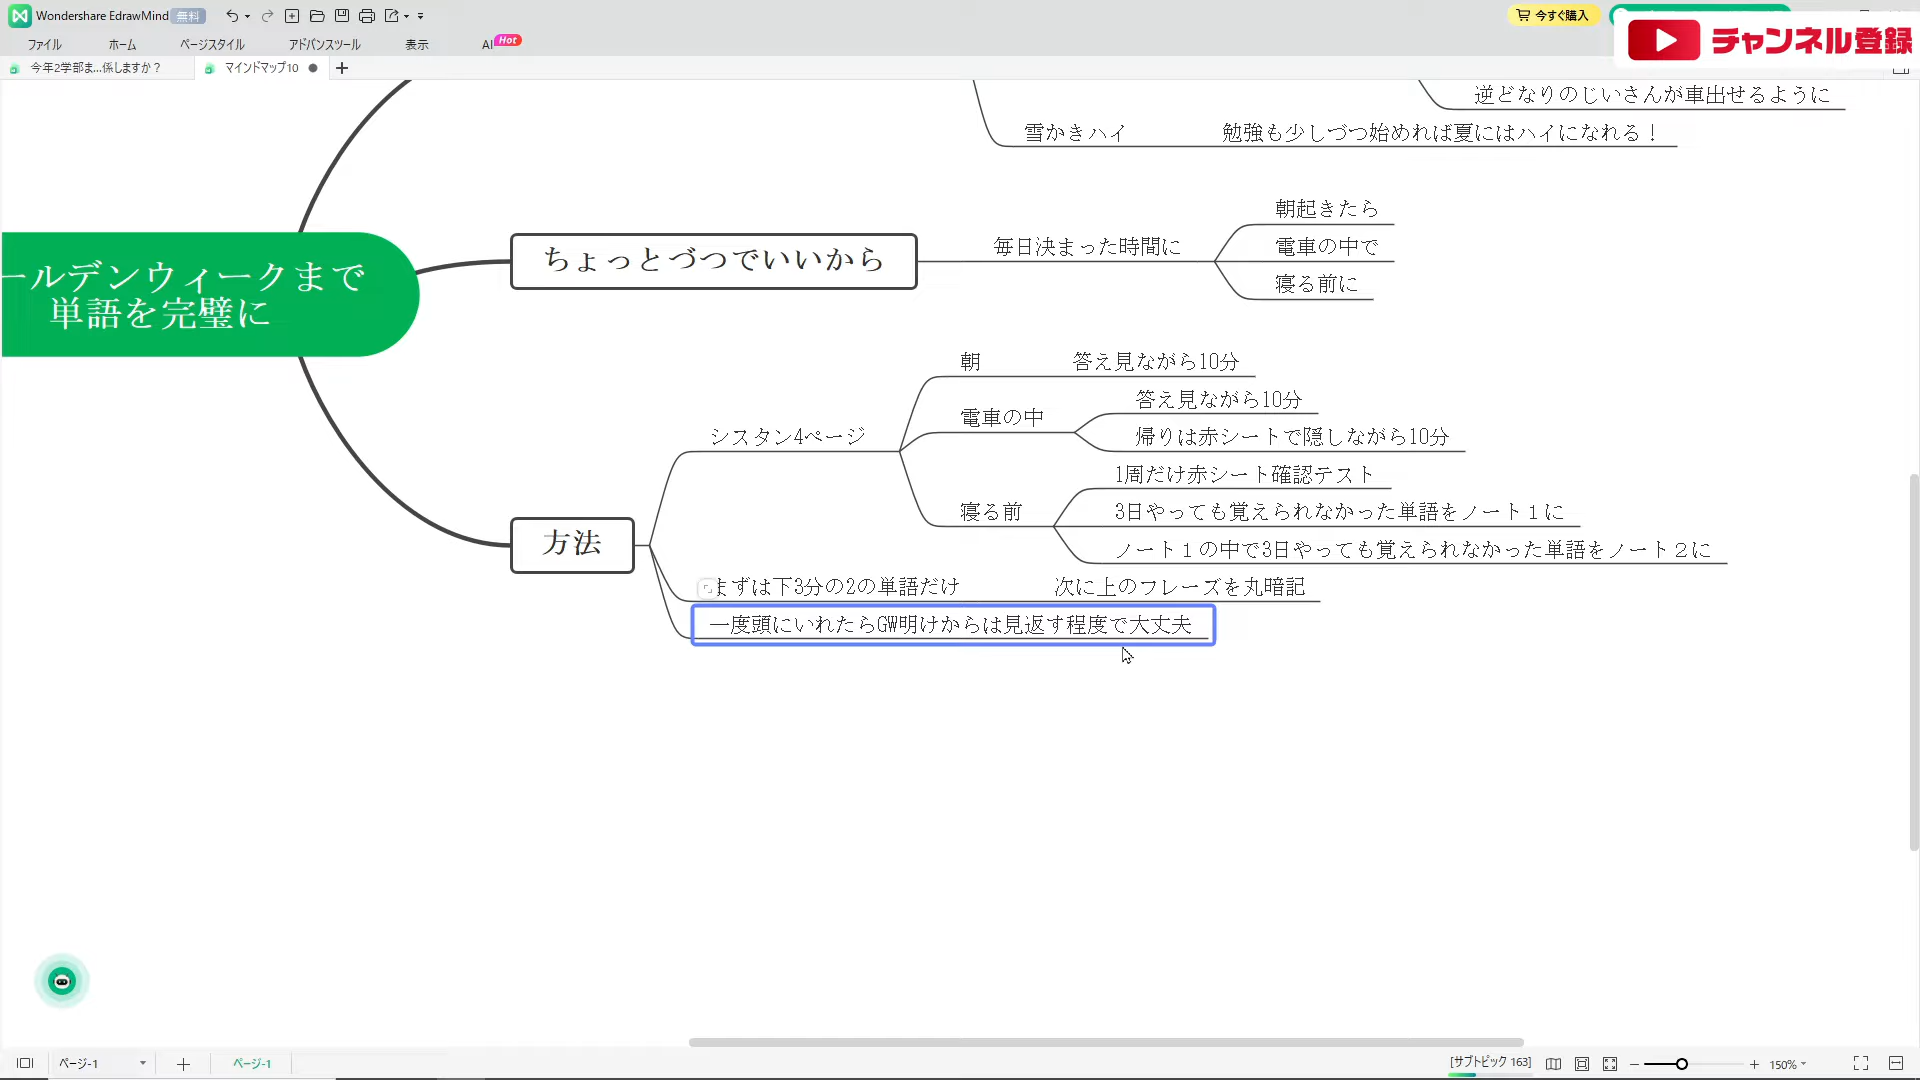 Wondershare EdrawMind 無料
今すぐ購入
チャンネル登録
ファイル ホーム ページスタイル アドバンスツール 表示 AI Hot
今年2学部ま...係しますか？ マインドマップ10
逆どなりのじいさんが車出せるように
雪かきハイ 勉強も少しづつ始めれば夏にはハイになれる！
朝起きたら
毎日決まった時間に
電車の中で
寝る前に
ちょっとづつでいいから
ールデンウィークまで
単語を完璧に
朝 答え見ながら10分
答え見ながら10分
電車の中
帰りは赤シートで隠しながら10分
シスタン4ページ
1周だけ赤シート確認テスト
寝る前
3日やっても覚えられなかった単語をノート１に
ノート１の中で3日やっても覚えられなかった単語をノート２に
方法
まずは下3分の2の単語だけ 次に上のフレーズを丸暗記
一度頭にいれたらGW明けからは見返す程度で大丈夫
ページ-1 ページ-1
[サブトピック 163] 150%